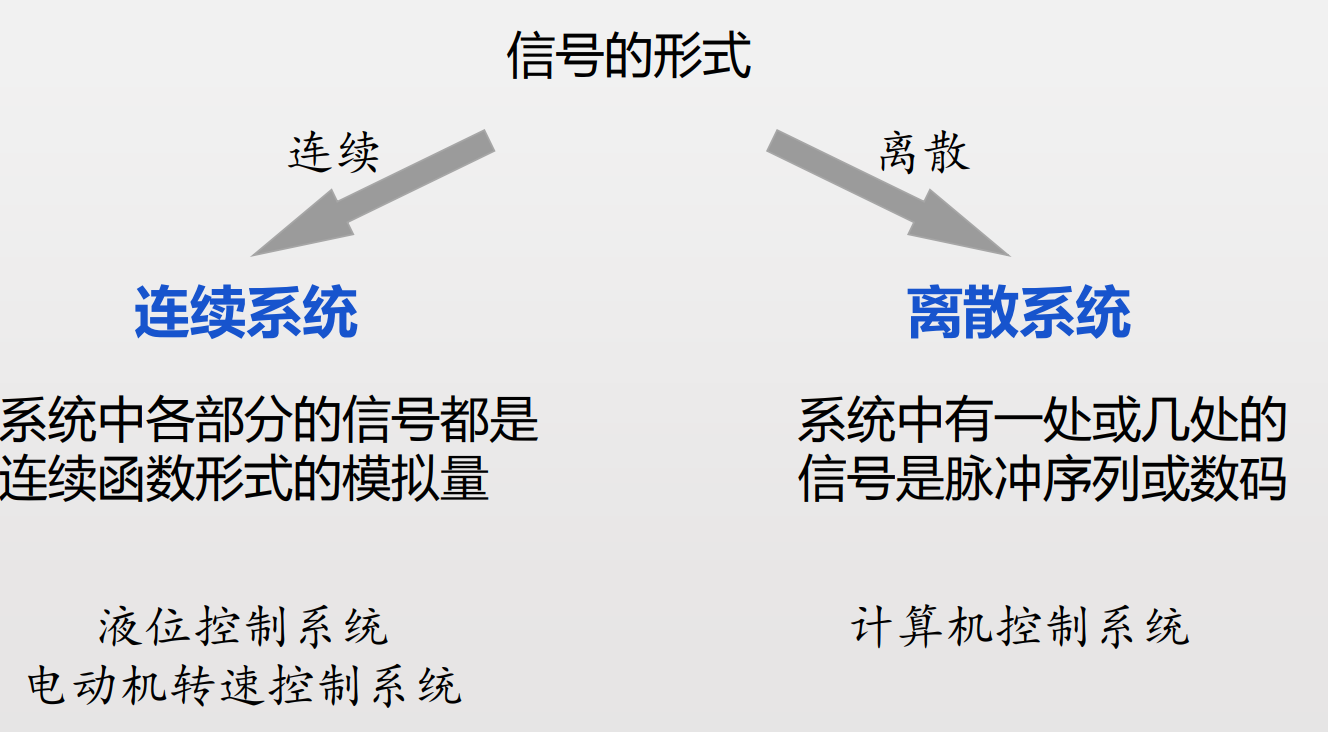 信号的形式
连续
离散
连续系统
离散系统
系统中各部分的信号都是
连续函数形式的模拟量
系统中有一处或几处的
信号是脉冲序列或数码
液位控制系统
电动机转速控制系统
计算机控制系统